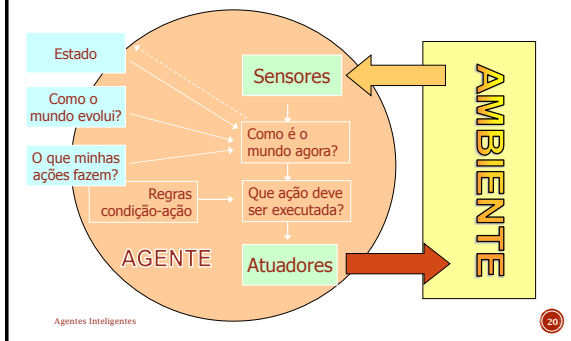 Estado
Como o
mundo evolui?
O que minhas
ações fazem?
Regras
condição-ação
Sensores
Como é o
mundo agora?
Que ação deve
ser executada?
Atuadores
AGENTE
AMBIENTE
Agentes Inteligentes
20